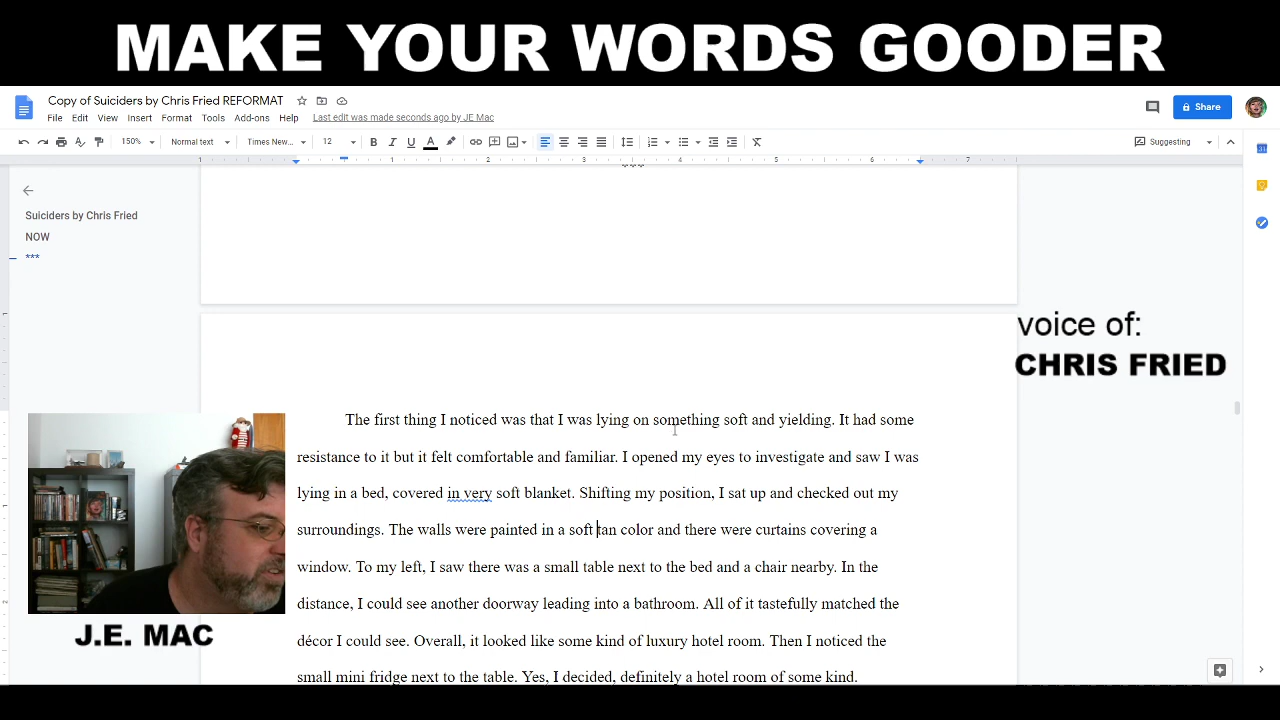 MAKE YOUR WORDS GOODER
Copy of Suiciders by Chris Fried REFORMAT
File Edit View Insert Format Tools Add-ons Help Last edit was made seconds ago by JE Mac
Share
150% Normal text Times New... 12 B I U A Suggesting
1 1 2 3 4 5 6 7
***
Suiciders by Chris Fried
NOW
***
voice of:
CHRIS FRIED
The first thing I noticed was that I was lying on something soft and yielding. It had some
resistance to it but it felt comfortable and familiar. I opened my eyes to investigate and saw I was
lying in a bed, covered in very soft blanket. Shifting my position, I sat up and checked out my
surroundings. The walls were painted in a soft tan color and there were curtains covering a
window. To my left, I saw there was a small table next to the bed and a chair nearby. In the
distance, I could see another doorway leading into a bathroom. All of it tastefully matched the
décor I could see. Overall, it looked like some kind of luxury hotel room. Then I noticed the
small mini fridge next to the table. Yes, I decided, definitely a hotel room of some kind.
J.E. MAC